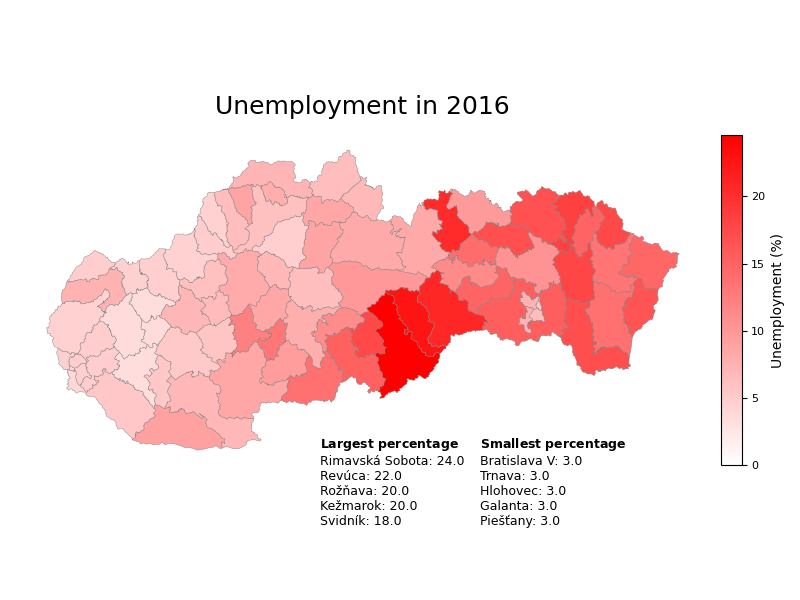 Unemployment in 2016
20
15
10
5
0
Unemployment (%)
Largest percentage
Rimavská Sobota: 24.0
Revúca: 22.0
Rožňava: 20.0
Kežmarok: 20.0
Svidník: 18.0
Smallest percentage
Bratislava V: 3.0
Trnava: 3.0
Hlohovec: 3.0
Galanta: 3.0
Piešťany: 3.0